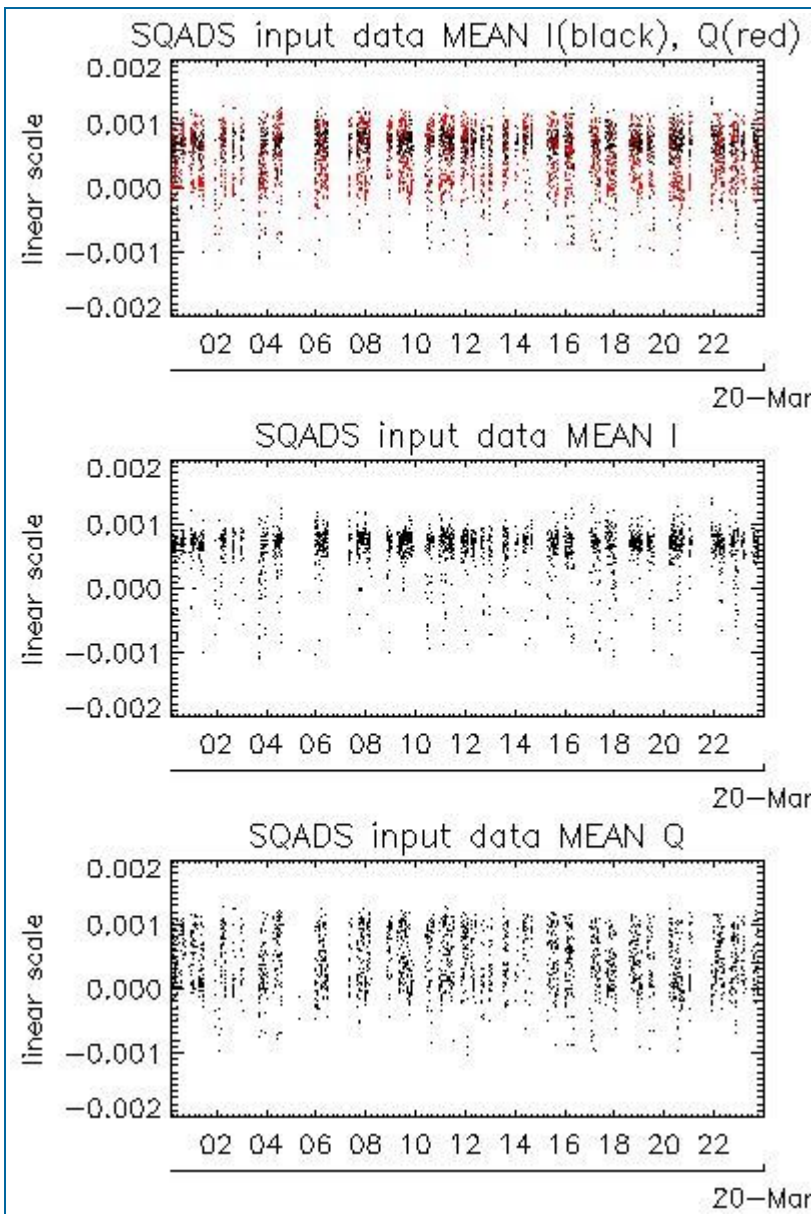 SQADS input data MEAN I(black), Q(red)
linear scale
0.002
0.001
0.000
-0.001
-0.002
02 04 06 08 10 12 14 16 18 20 22
20-Mar
SQADS input data MEAN I
linear scale
0.002
0.001
0.000
-0.001
-0.002
02 04 06 08 10 12 14 16 18 20 22
20-Mar
SQADS input data MEAN Q
linear scale
0.002
0.001
0.000
-0.001
-0.002
02 04 06 08 10 12 14 16 18 20 22
20-Mar